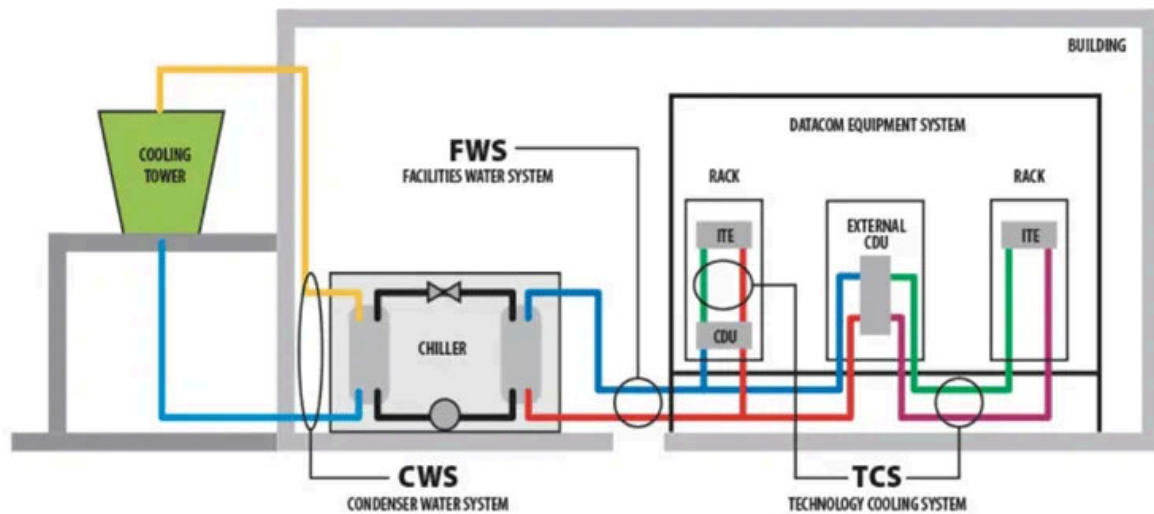 BUILDING
DATACOM EQUIPMENT SYSTEM
COOLING
TOWER
FWS
FACILITIES WATER SYSTEM
RACK
RACK
ITE
EXTERNAL
CDU
ITE
CHILLER
CDU
CWS
CONDENSER WATER SYSTEM
TCS
TECHNOLOGY COOLING SYSTEM